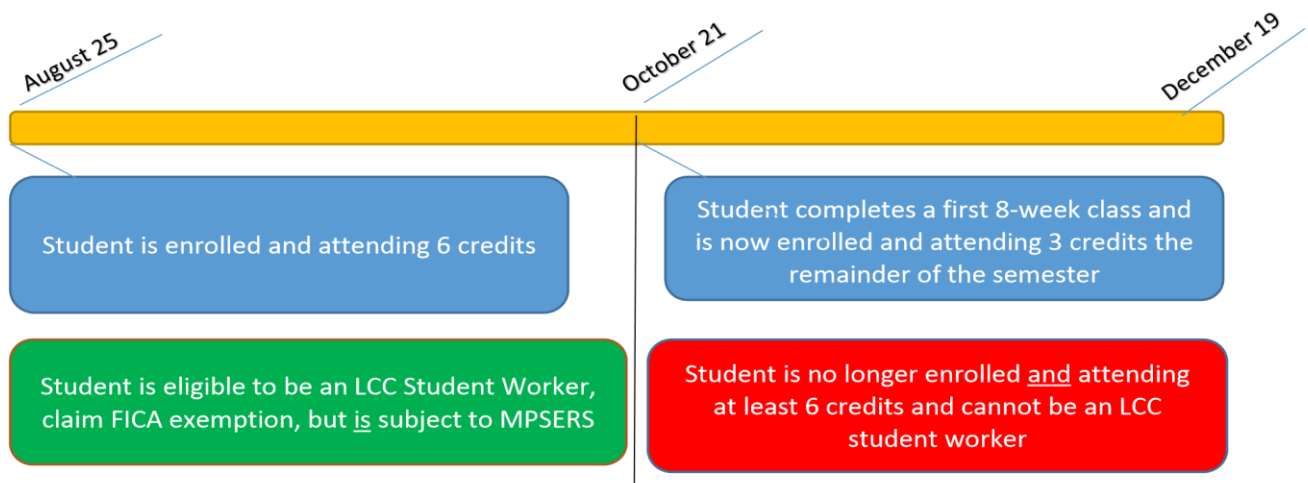 August 25
October 21
December 19
Student is enrolled and attending 6 credits
Student completes a first 8-week class and
is now enrolled and attending 3 credits the
remainder of the semester
Student is eligible to be an LCC Student Worker,
claim FICA exemption, but is subject to MPSERS
Student is no longer enrolled and attending
at least 6 credits and cannot be an LCC
student worker